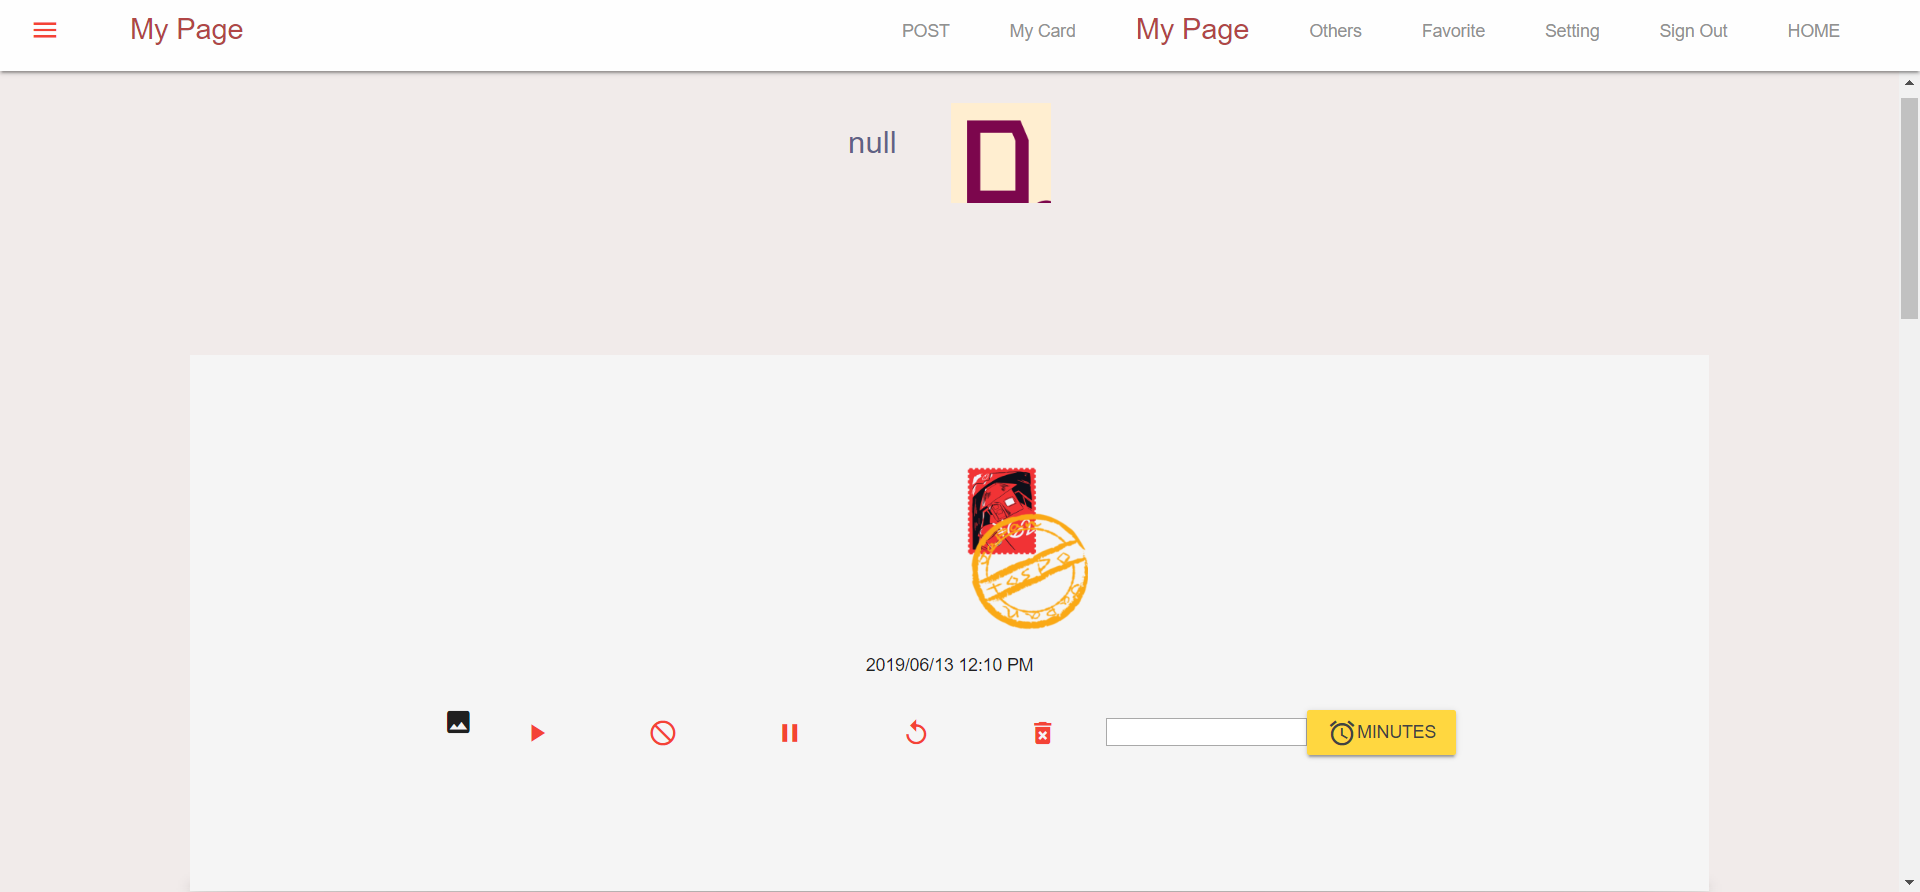 My Page
POST
My Card
My Page
Others
Favorite
Setting
Sign Out
HOME
null
tospo
2019/06/13 12:10 PM
MINUTES